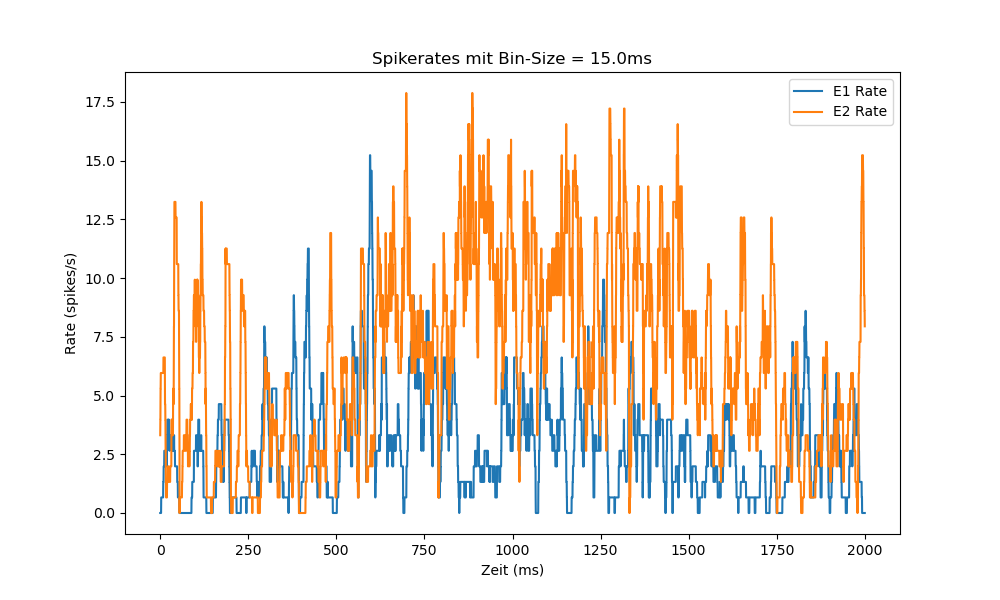 Spikerates mit Bin-Size = 15.0ms
E1 Rate
E2 Rate
Rate (spikes/s)
17.5
15.0
12.5
10.0
7.5
5.0
2.5
0.0
0 250 500 750 1000 1250 1500 1750 2000
Zeit (ms)